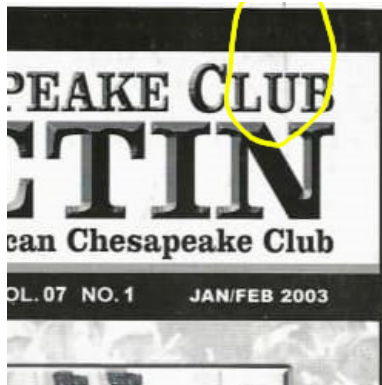 PEAKE CLUB
CTIN
can Chesapeake Club
OL. 07 NO. 1 JAN/FEB 2003